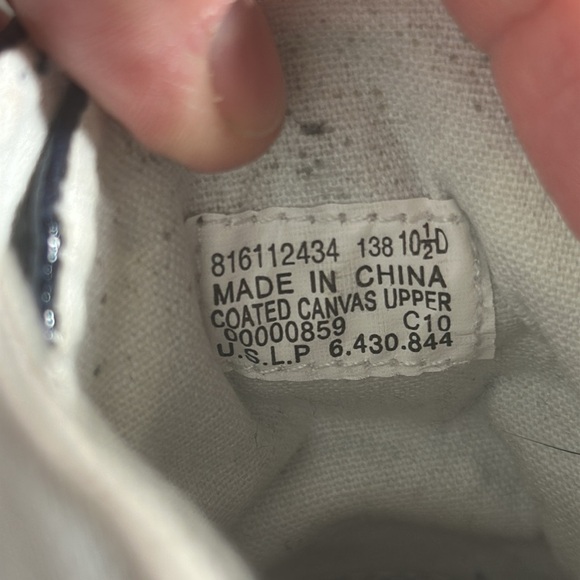 816112434 138 10½D
MADE IN CHINA
COATED CANVAS UPPER
00000859 C10
U.S.L.P 6.430.844